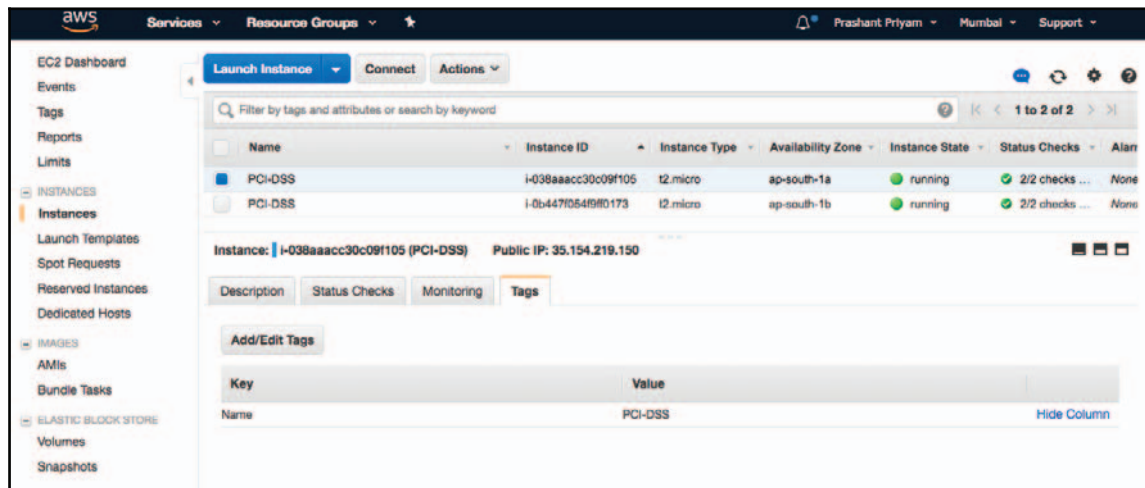 aws Services Resource Groups Prashant Priyam Mumbai Support
EC2 Dashboard
Events
Tags
Reports
Limits
INSTANCES
Instances
Launch Templates
Spot Requests
Reserved Instances
Dedicated Hosts
IMAGES
AMIs
Bundle Tasks
ELASTIC BLOCK STORE
Volumes
Snapshots
Launch Instance Connect Actions
Filter by tags and attributes or search by keyword 1 to 2 of 2
Name Instance ID Instance Type Availability Zone Instance State Status Checks Alarm
PCI-DSS i-038aaacc30c09f105 t2.micro ap-south-1a running 2/2 checks ... None
PCI-DSS i-0b447f054f9ff0173 t2.micro ap-south-1b running 2/2 checks ... None
Instance: i-038aaacc30c09f105 (PCI-DSS) Public IP: 35.154.219.150
Description Status Checks Monitoring Tags
Add/Edit Tags
Key Value
Name PCI-DSS Hide Column